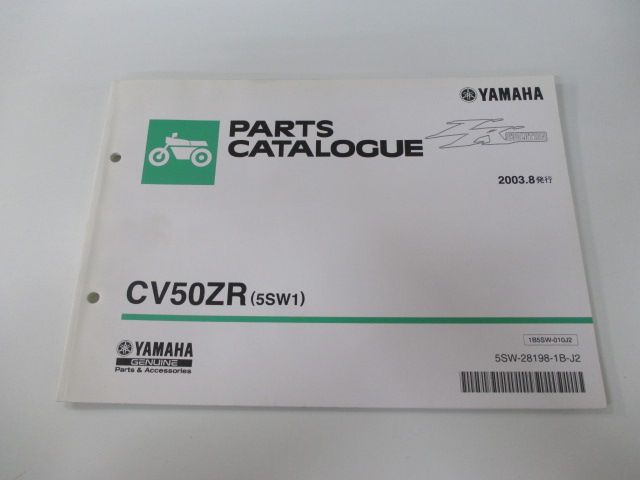 YAMAHA
PARTS
CATALOGUE
2003.8発行
CV50ZR (5SW1)
1B5SW-010J2
YAMAHA
GENUINE
Parts & Accessories
5SW-28198-1B-J2